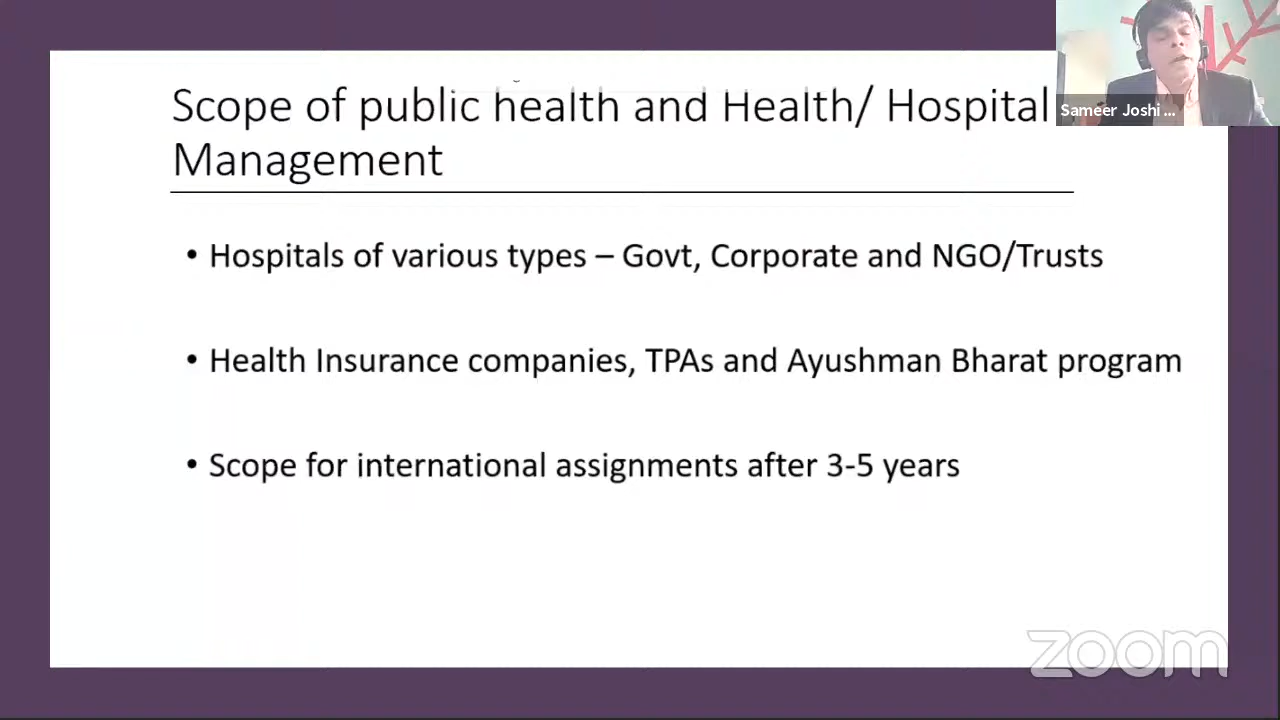 Scope of public health and Health/ Hospital
Management
Sameer Joshi ...
• Hospitals of various types – Govt, Corporate and NGO/Trusts
• Health Insurance companies, TPAs and Ayushman Bharat program
• Scope for international assignments after 3-5 years
zoom